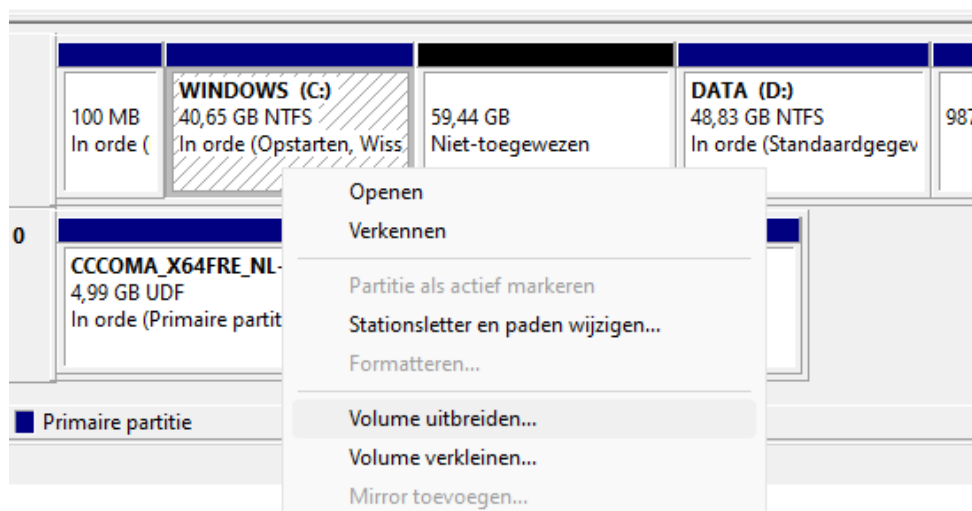 WINDOWS (C:)
100 MB
40,65 GB NTFS
In orde (
In orde (Opstarten, Wiss
59,44 GB
Niet-toegewezen
DATA (D:)
48,83 GB NTFS
In orde (Standaardgegev
987
0
CCCOMA_X64FRE_NL-
4,99 GB UDF
In orde (Primaire partit
Openen
Verkennen
Partitie als actief markeren
Stationsletter en paden wijzigen...
Formatteren...
Volume uitbreiden...
Volume verkleinen...
Mirror toevoegen...
Primaire partitie